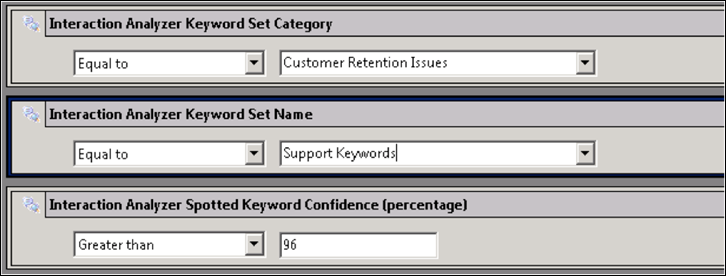 Interaction Analyzer Keyword Set Category
Equal to Customer Retention Issues
Interaction Analyzer Keyword Set Name
Equal to Support Keywords
Interaction Analyzer Spotted Keyword Confidence (percentage)
Greater than 96